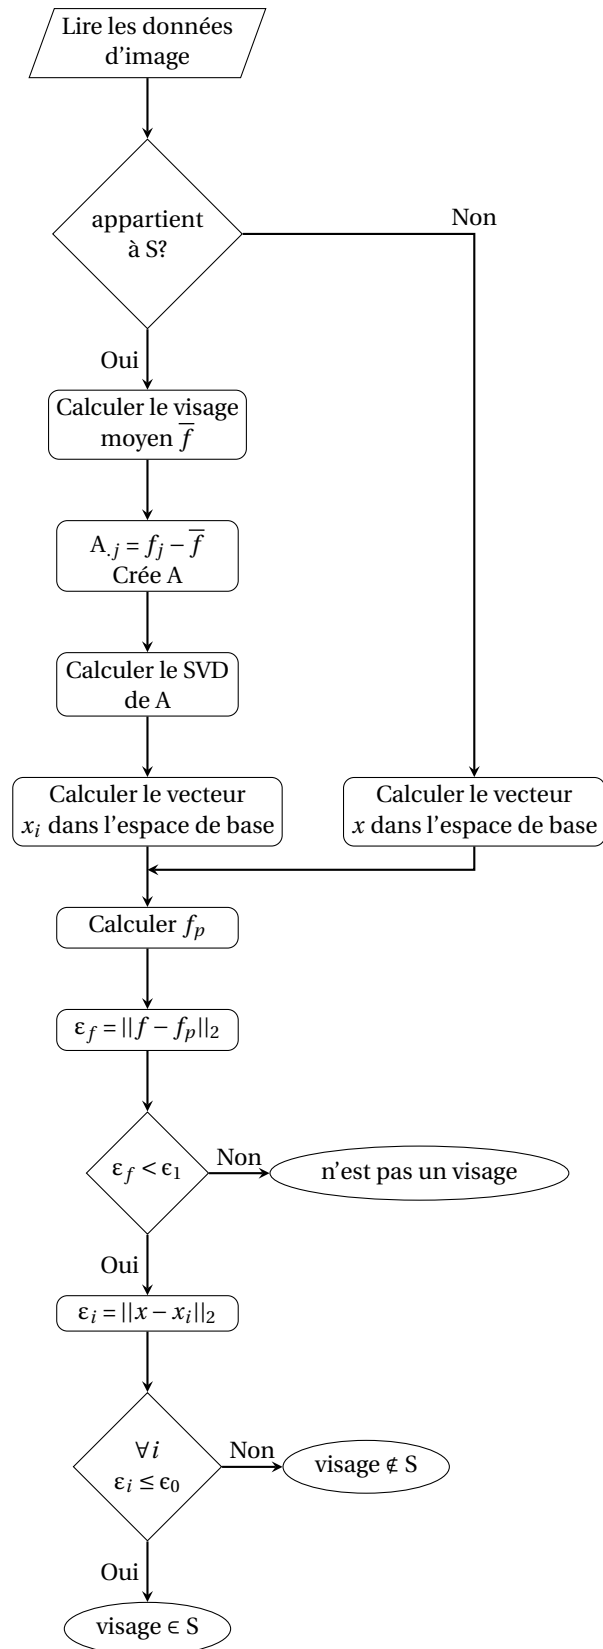 Lire les données
d'image
appartient
à S?
Non
Oui
Calculer le visage
moyen f̅
A.j = fj − f̅
Crée A
Calculer le SVD
de A
Calculer le vecteur
xi dans l'espace de base
Calculer le vecteur
x dans l'espace de base
Calculer fp
εf = ||f − fp||2
εf < ϵ1
Non
n'est pas un visage
Oui
εi = ||x − xi||2
∀i
εi ≤ ϵ0
Non
visage ∉ S
Oui
visage ∈ S